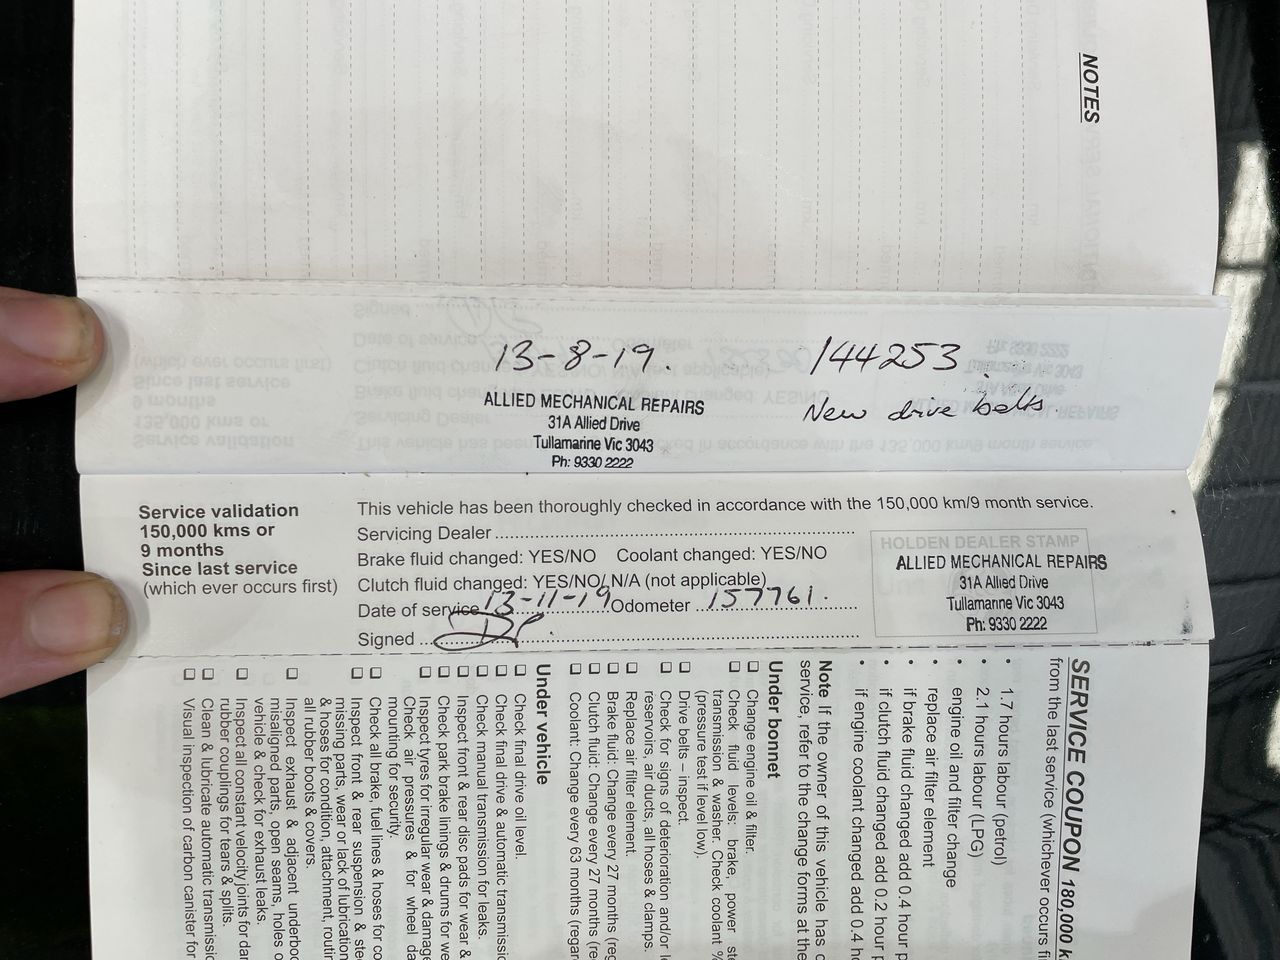 NOTES
13-8-19.
144253.
New drive belts.
ALLIED MECHANICAL REPAIRS
31A Allied Drive
Tullamarine Vic 3043
Ph: 9330 2222
Service validation
150,000 kms or
9 months
Since last service
(which ever occurs first)
This vehicle has been thoroughly checked in accordance with the 150,000 km/9 month service.
Servicing Dealer
Brake fluid changed: YES/NO Coolant changed: YES/NO
Clutch fluid changed: YES/NO/N/A (not applicable)
Date of service 13-11-19 Odometer 157761.
Signed
HOLDEN DEALER STAMP
ALLIED MECHANICAL REPAIRS
31A Allied Drive
Tullamarine Vic 3043
Ph: 9330 2222
SERVICE COUPON 180,000 k
from the last service (whichever occurs fi
• 1.7 hours labour (petrol)
• 2.1 hours labour (LPG)
• engine oil and filter change
• replace air filter element
• if brake fluid changed add 0.4 hour
• if clutch fluid changed add 0.2 hour
• if engine coolant changed add 0.4
Note If the owner of this vehicle has
service, refer to the change forms at the
Under bonnet
☐ Change engine oil & filter.
☐ Check fluid levels: brake, power
transmission & washer. Check coolant %
(pressure test if level low).
☐ Drive belts – inspect.
☐ Check for signs of deterioration and/or
reservoirs, air ducts, all hoses & clamps.
☐ Replace air filter element.
☐ Brake fluid: Change every 27 months
☐ Clutch fluid: Change every 27 months
☐ Coolant: Change every 63 months
Under vehicle
☐ Check final drive oil level.
☐ Check final drive & automatic
☐ Check manual transmission for leaks.
☐ Inspect front & rear disc pads for wear &
☐ Check park brake linings & drums for
☐ Inspect tyres for irregular wear &
Check air pressures & for wheel
mounting for security.
☐ Check all brake, fuel lines & hoses for
☐ Inspect front & rear suspension &
missing parts, wear or lack of lubrication
& hoses for condition, attachment,
all rubber boots & covers.
☐ Inspect exhaust & adjacent
misaligned parts, open seams, holes
vehicle & check for exhaust leaks.
☐ Inspect all constant velocity joints for
rubber couplings for tears & splits.
☐ Clean & lubricate automatic
☐ Visual inspection of carbon canister for